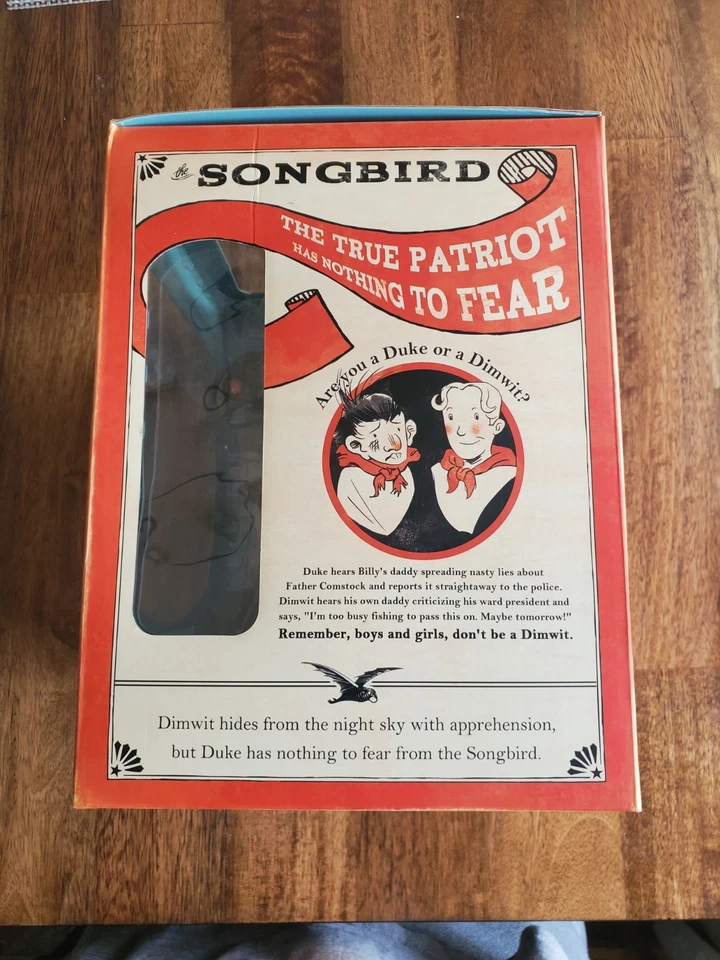 the SONGBIRD
THE TRUE PATRIOT
HAS NOTHING TO FEAR
Are you a Duke or a Dimwit?
Duke hears Billy's daddy spreading nasty lies about
Father Comstock and reports it straightaway to the police.
Dimwit hears his own daddy criticizing his ward president and
says, "I'm too busy fishing to pass this on. Maybe tomorrow!"
Remember, boys and girls, don't be a Dimwit.
Dimwit hides from the night sky with apprehension,
but Duke has nothing to fear from the Songbird.